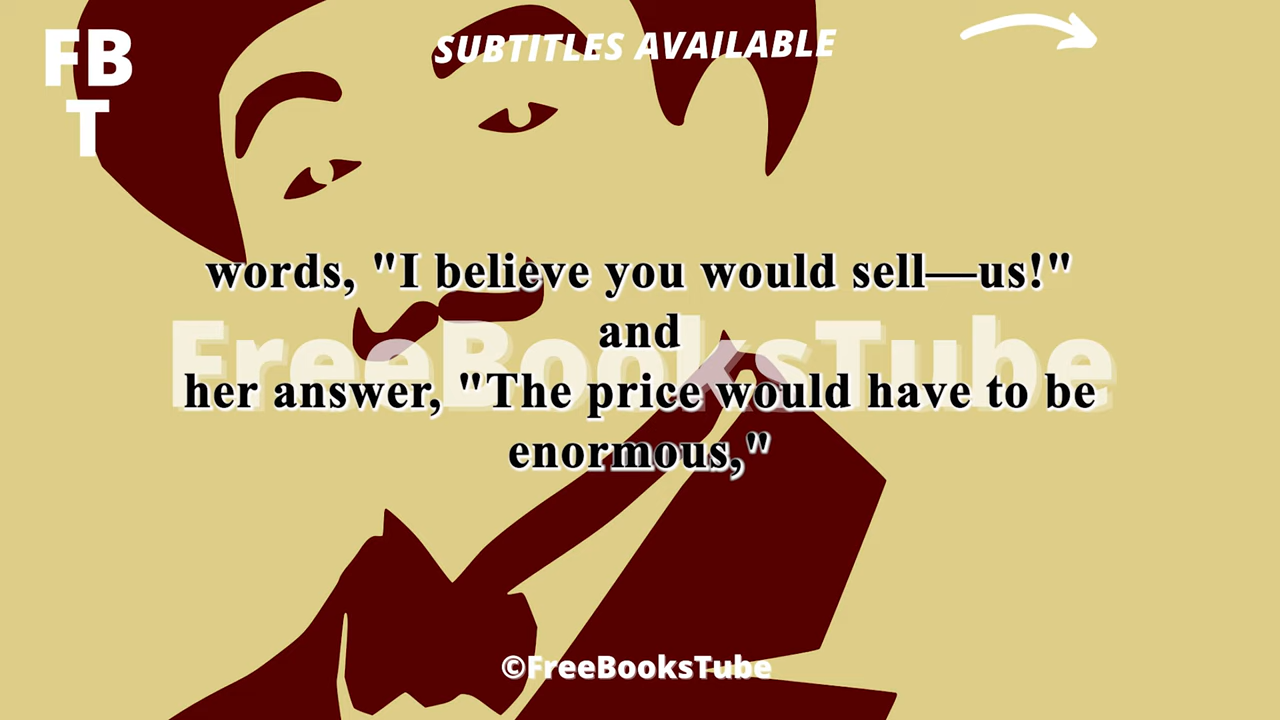 FB
T
SUBTITLES AVAILABLE
words, "I believe you would sell—us!"
and
FreeBooksTube
her answer, "The price would have to be
enormous,"
©FreeBooksTube